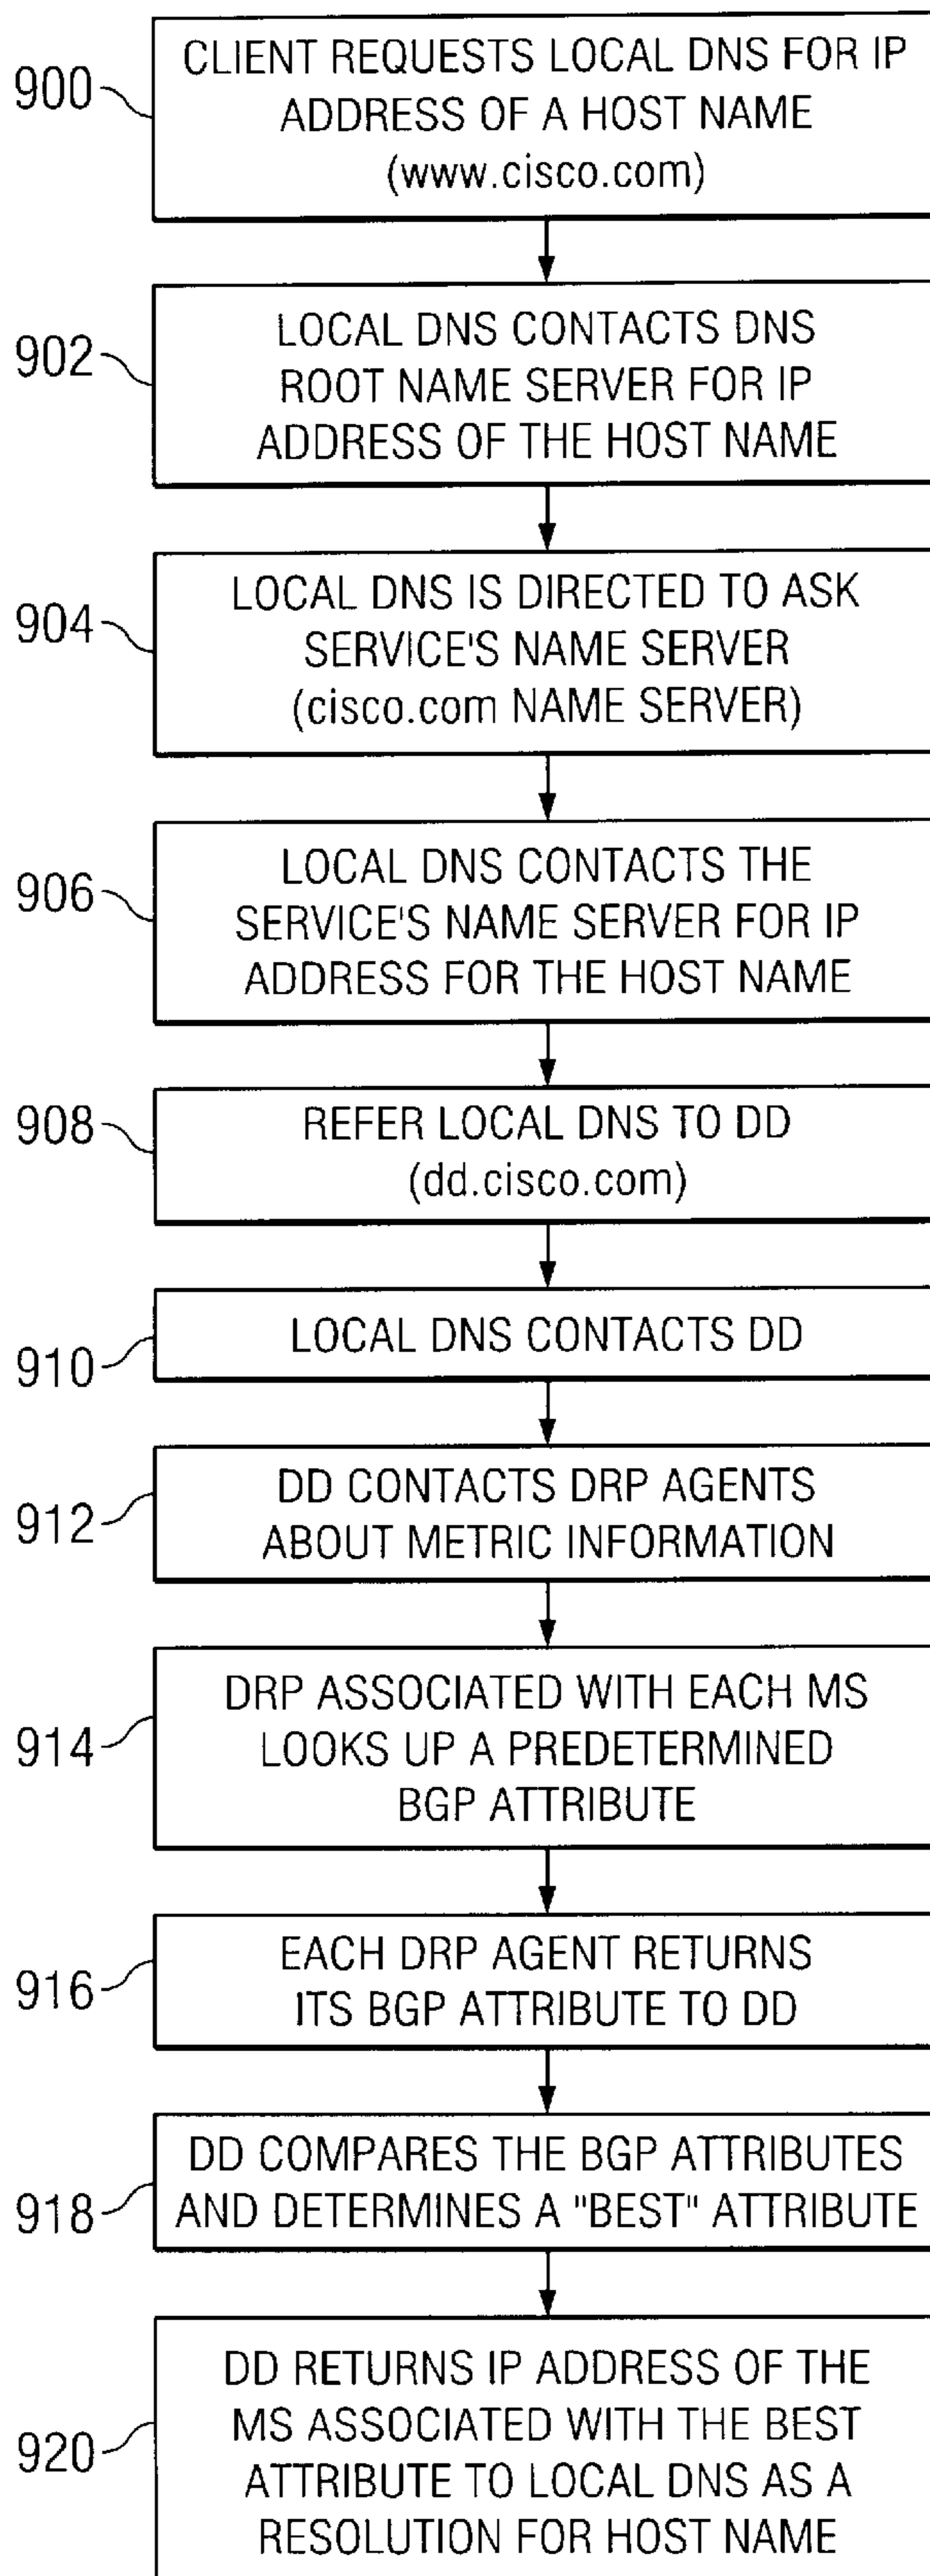 900
CLIENT REQUESTS LOCAL DNS FOR IP
ADDRESS OF A HOST NAME
(www.cisco.com)
902
LOCAL DNS CONTACTS DNS
ROOT NAME SERVER FOR IP
ADDRESS OF THE HOST NAME
904
LOCAL DNS IS DIRECTED TO ASK
SERVICE'S NAME SERVER
(cisco.com NAME SERVER)
906
LOCAL DNS CONTACTS THE
SERVICE'S NAME SERVER FOR IP
ADDRESS FOR THE HOST NAME
908
REFER LOCAL DNS TO DD
(dd.cisco.com)
910
LOCAL DNS CONTACTS DD
912
DD CONTACTS DRP AGENTS
ABOUT METRIC INFORMATION
914
DRP ASSOCIATED WITH EACH MS
LOOKS UP A PREDETERMINED
BGP ATTRIBUTE
916
EACH DRP AGENT RETURNS
ITS BGP ATTRIBUTE TO DD
918
DD COMPARES THE BGP ATTRIBUTES
AND DETERMINES A "BEST" ATTRIBUTE
920
DD RETURNS IP ADDRESS OF THE
MS ASSOCIATED WITH THE BEST
ATTRIBUTE TO LOCAL DNS AS A
RESOLUTION FOR HOST NAME